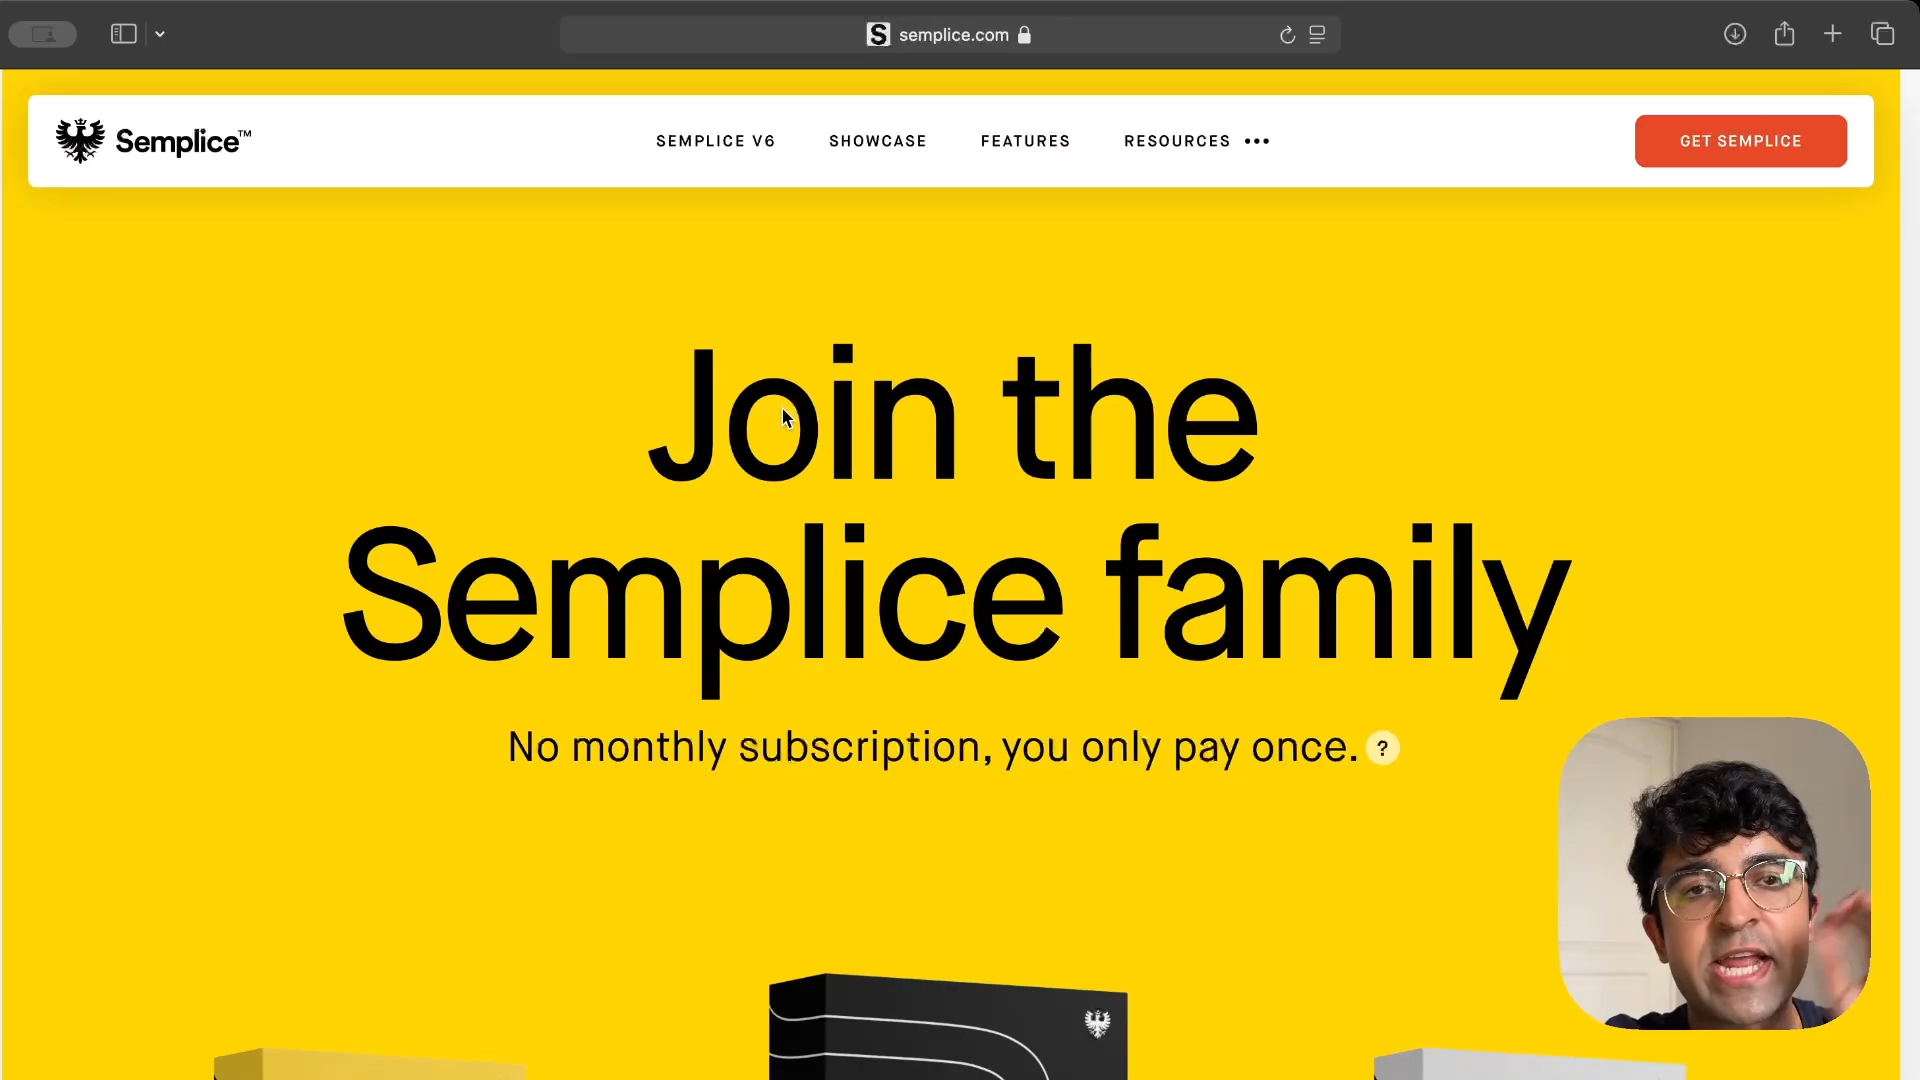 S semplice.com
Semplice™
SEMPLICE V6
SHOWCASE
FEATURES
RESOURCES •••
GET SEMPLICE
Join the
Semplice family
No monthly subscription, you only pay once. ?